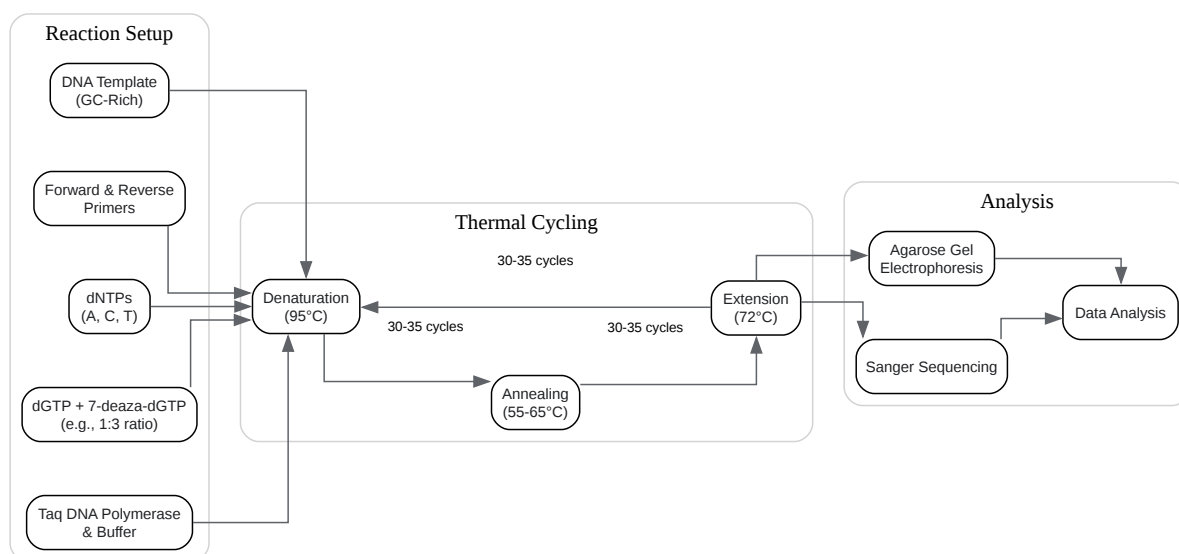 Reaction Setup
DNA Template
(GC-Rich)
Forward & Reverse
Primers
dNTPs
(A, C, T)
dGTP + 7-deaza-dGTP
(e.g., 1:3 ratio)
Taq DNA Polymerase
& Buffer
Thermal Cycling
30-35 cycles
Denaturation
(95°C)
30-35 cycles
30-35 cycles
Extension
(72°C)
Annealing
(55-65°C)
Analysis
Agarose Gel
Electrophoresis
Sanger Sequencing
Data Analysis